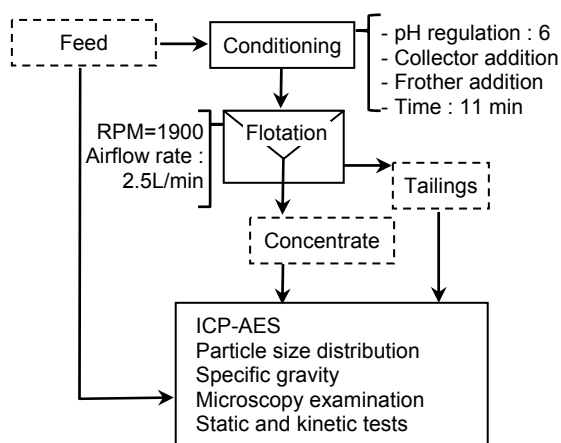 Feed
Conditioning
- pH regulation : 6
- Collector addition
- Frother addition
- Time : 11 min
RPM=1900
Airflow rate :
2.5L/min
Flotation
Tailings
Concentrate
ICP-AES
Particle size distribution
Specific gravity
Microscopy examination
Static and kinetic tests